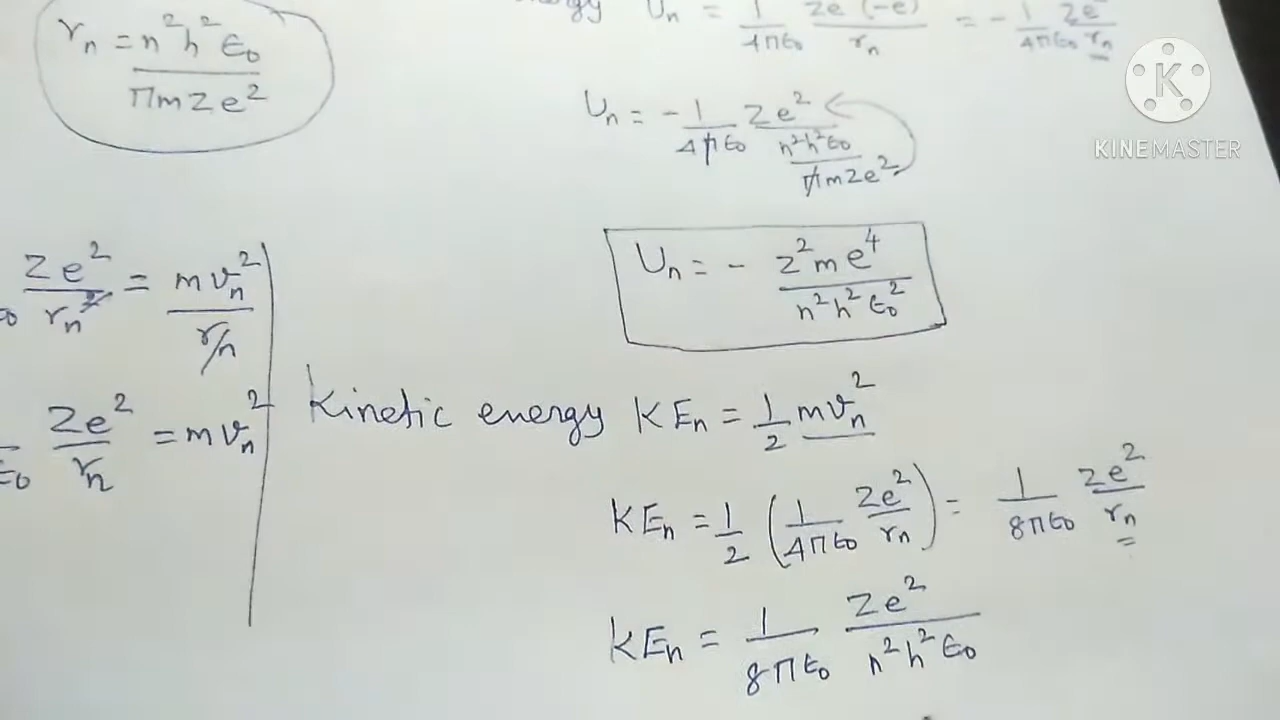 rₙ = n²h²ϵ₀ / πmze²
Uₙ = 1/4πϵ₀ Ze(-e)/rₙ = - 1/4πϵ₀ Ze/rₙ
Uₙ = - 1/4πϵ₀ Ze² / (n²h²ϵ₀ / πmze²)
KINEMASTER
Uₙ = - z²me⁴ / n²h²ϵ₀²
Ze²/rₙ² = mvₙ²/rₙ
Ze²/rₙ = mvₙ²
Kinetic energy KEₙ = 1/2 mvₙ²
KEₙ = 1/2 (1/4πϵ₀ Ze²/rₙ) = 1/8πϵ₀ Ze²/rₙ
KEₙ = 1/8πϵ₀ Ze²/n²h²ϵ₀